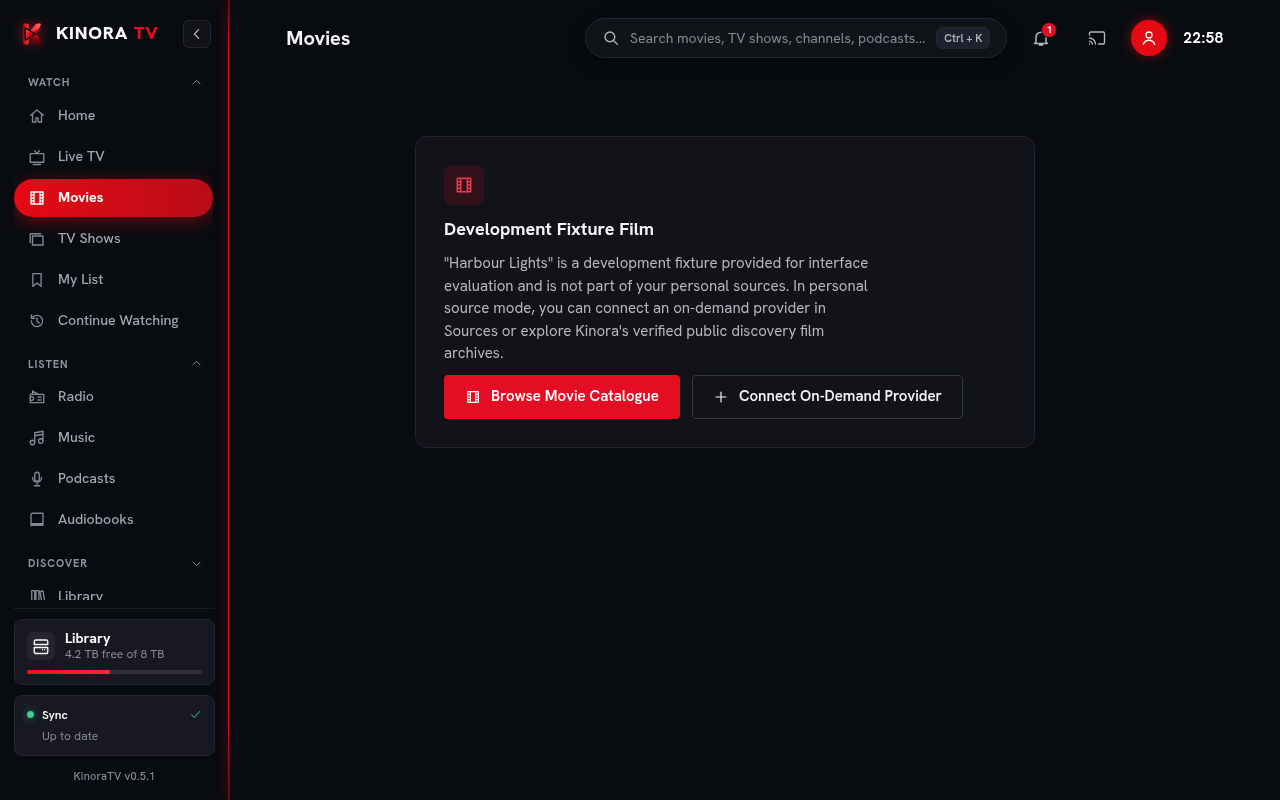 KINORA TV
WATCH
Home
Live TV
Movies
TV Shows
My List
Continue Watching
LISTEN
Radio
Music
Podcasts
Audiobooks
DISCOVER
Library
Library
4.2 TB free of 8 TB
Sync
Up to date
KinoraTV v0.5.1
Movies
Search movies, TV shows, channels, podcasts...
Ctrl + K
1
22:58
Development Fixture Film
"Harbour Lights" is a development fixture provided for interface
evaluation and is not part of your personal sources. In personal
source mode, you can connect an on-demand provider in
Sources or explore Kinora's verified public discovery film
archives.
Browse Movie Catalogue
Connect On-Demand Provider